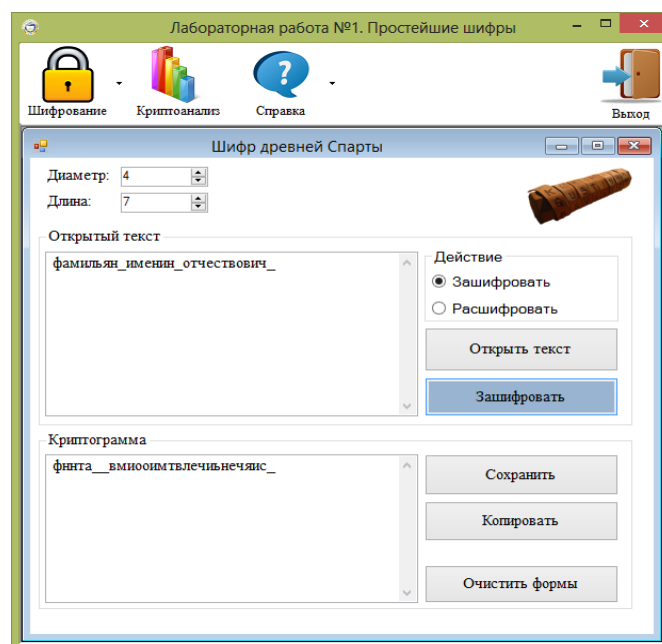 Лабораторная работа №1. Простейшие шифры
Шифрование
Криптоанализ
Справка
Выход
Шифр древней Спарты
Диаметр: 4
Длина: 7
Открытый текст
фамильян_именин_отчествович_
Действие
Зашифровать
Расшифровать
Открыть текст
Зашифровать
Криптограмма
фннта__вмиооимтвлечиьнечяис_
Сохранить
Копировать
Очистить формы